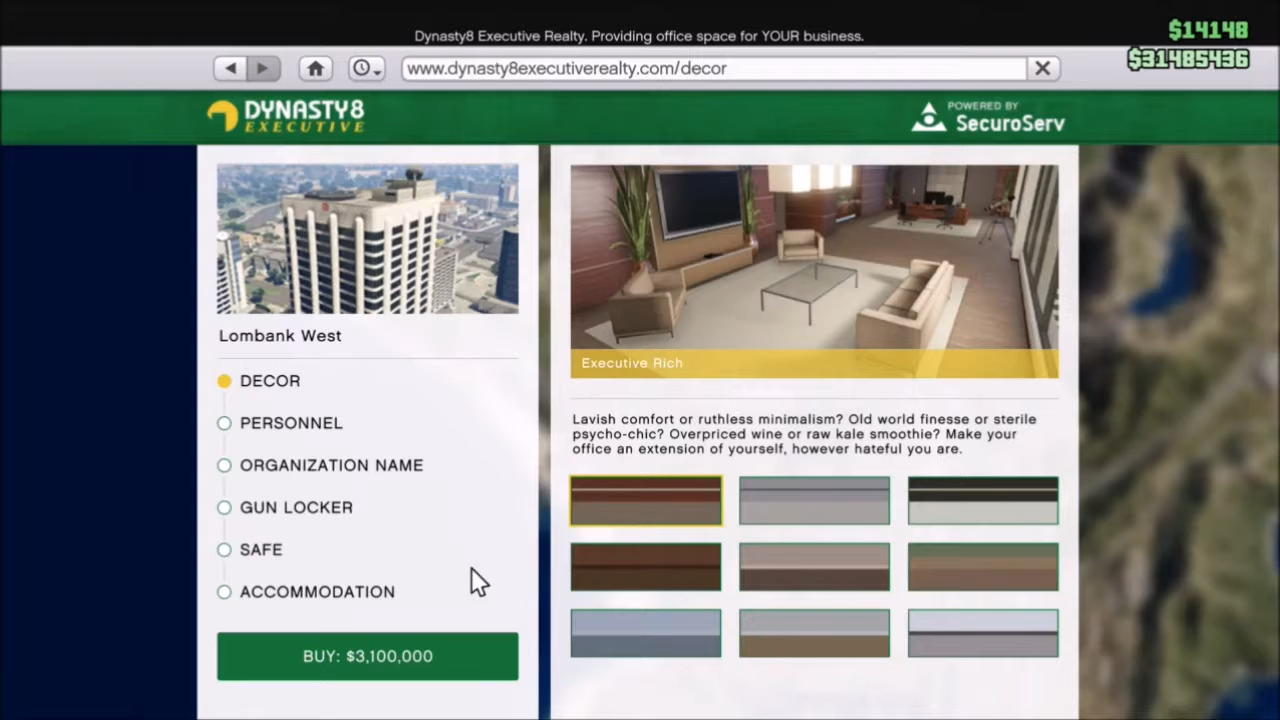 Dynasty8 Executive Realty. Providing office space for YOUR business.
$14148
$31485436
www.dynasty8executiverealty.com/decor
DYNASTY8
EXECUTIVE
POWERED BY
SecuroServ
Lombank West
DECOR
PERSONNEL
ORGANIZATION NAME
GUN LOCKER
SAFE
ACCOMMODATION
BUY: $3,100,000
Executive Rich
Lavish comfort or ruthless minimalism? Old world finesse or sterile
psycho-chic? Overpriced wine or raw kale smoothie? Make your
office an extension of yourself, however hateful you are.